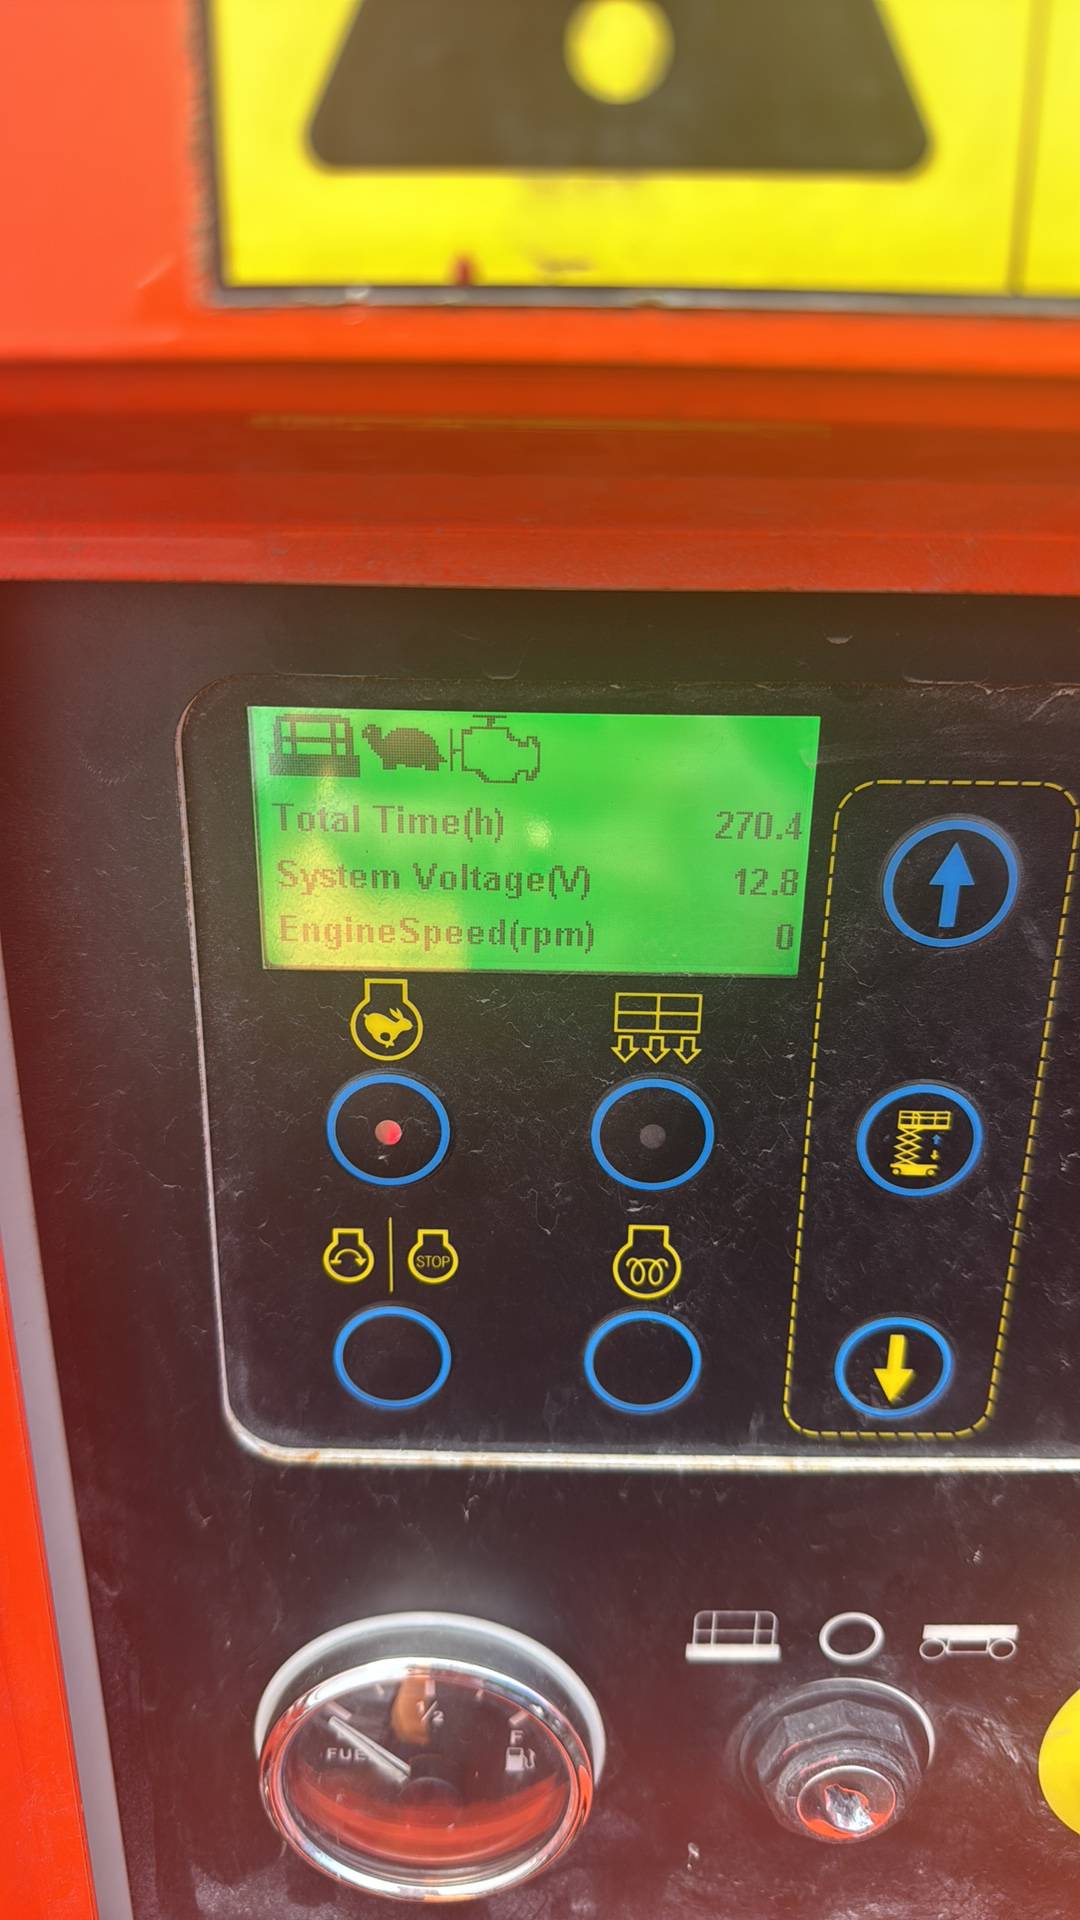 Total Time(h) 270.4
System Voltage(V) 12.8
EngineSpeed(rpm) 0
STOP
1/2
F
FUEL